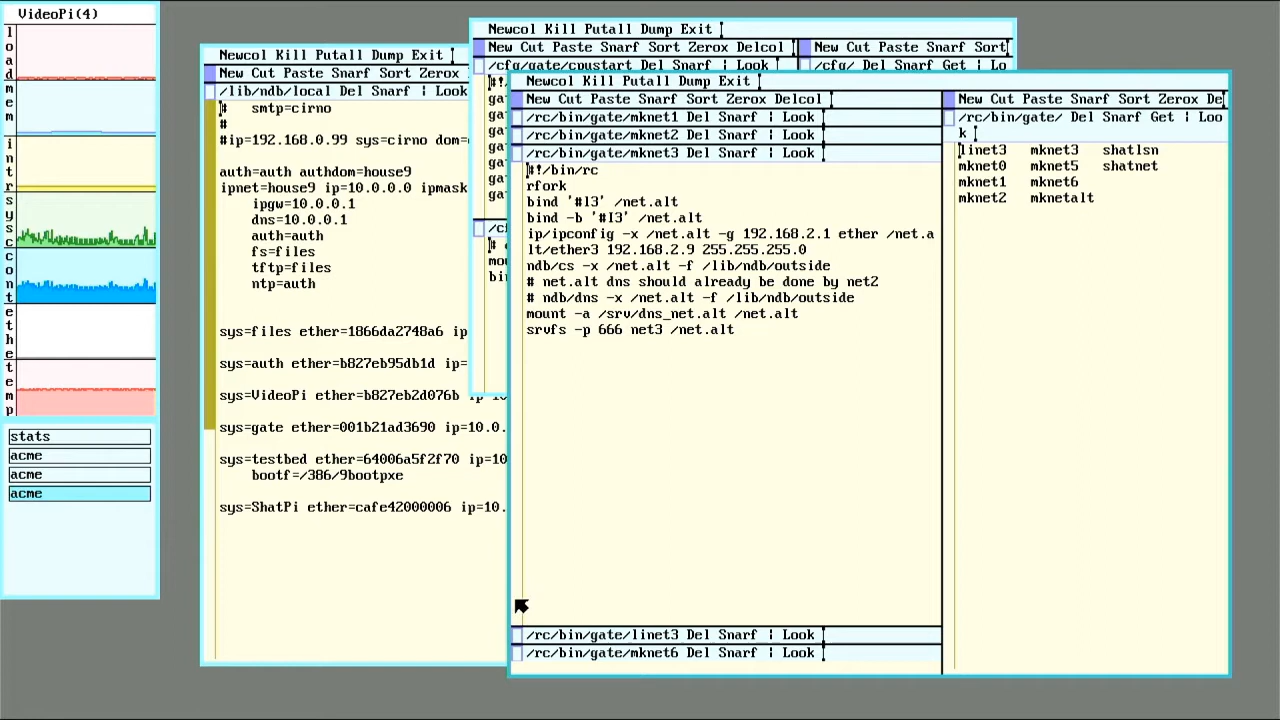 VideoPi(4)
load
mem
intr
sysc
cont
ethe
temp
stats
acme
acme
acme
Newcol Kill Putall Dump Exit
New Cut Paste Snarf Sort Zerox
/lib/ndb/local Del Snarf | Look
#    smtp=cirno
#
#ip=192.168.0.99 sys=cirno dom=
auth=auth authdom=house9
ipnet=house9 ip=10.0.0.0 ipmask
ipgw=10.0.0.1
dns=10.0.0.1
auth=auth
fs=files
tftp=files
ntp=auth
sys=files ether=1866da2748a6 ip
sys=auth ether=b827eb95db1d ip=
sys=VideoPi ether=b827eb2d076b ip=10
sys=gate ether=001b21ad3690 ip=10.0.
sys=testbed ether=64006a5f2f70 ip=10
bootf=/386/9bootpxe
sys=ShatPi ether=cafe42000006 ip=10.
Newcol Kill Putall Dump Exit
New Cut Paste Snarf Sort Zerox Delcol
/cfg/gate/cpustart Del Snarf | Look
#!/
ga
ga
ga
ga
ga
ga
ga
/ci
# c
mou
bin
New Cut Paste Snarf Sort
/cfg/ Del Snarf Get | Lo
Newcol Kill Putall Dump Exit
New Cut Paste Snarf Sort Zerox Delcol
/rc/bin/gate/mknet1 Del Snarf | Look
/rc/bin/gate/mknet2 Del Snarf | Look
/rc/bin/gate/mknet3 Del Snarf | Look
#!/bin/rc
rfork
bind '#l3' /net.alt
bind -b '#I3' /net.alt
ip/ipconfig -x /net.alt -g 192.168.2.1 ether /net.a
lt/ether3 192.168.2.9 255.255.255.0
ndb/cs -x /net.alt -f /lib/ndb/outside
# net.alt dns should already be done by net2
# ndb/dns -x /net.alt -f /lib/ndb/outside
mount -a /srv/dns_net.alt /net.alt
srvfs -p 666 net3 /net.alt
/rc/bin/gate/linet3 Del Snarf | Look
/rc/bin/gate/mknet6 Del Snarf | Look
New Cut Paste Snarf Sort Zerox De
/rc/bin/gate/ Del Snarf Get | Loo
k
linet3   mknet3   shatlsn
mknet0   mknet5   shatnet
mknet1   mknet6
mknet2   mknetalt